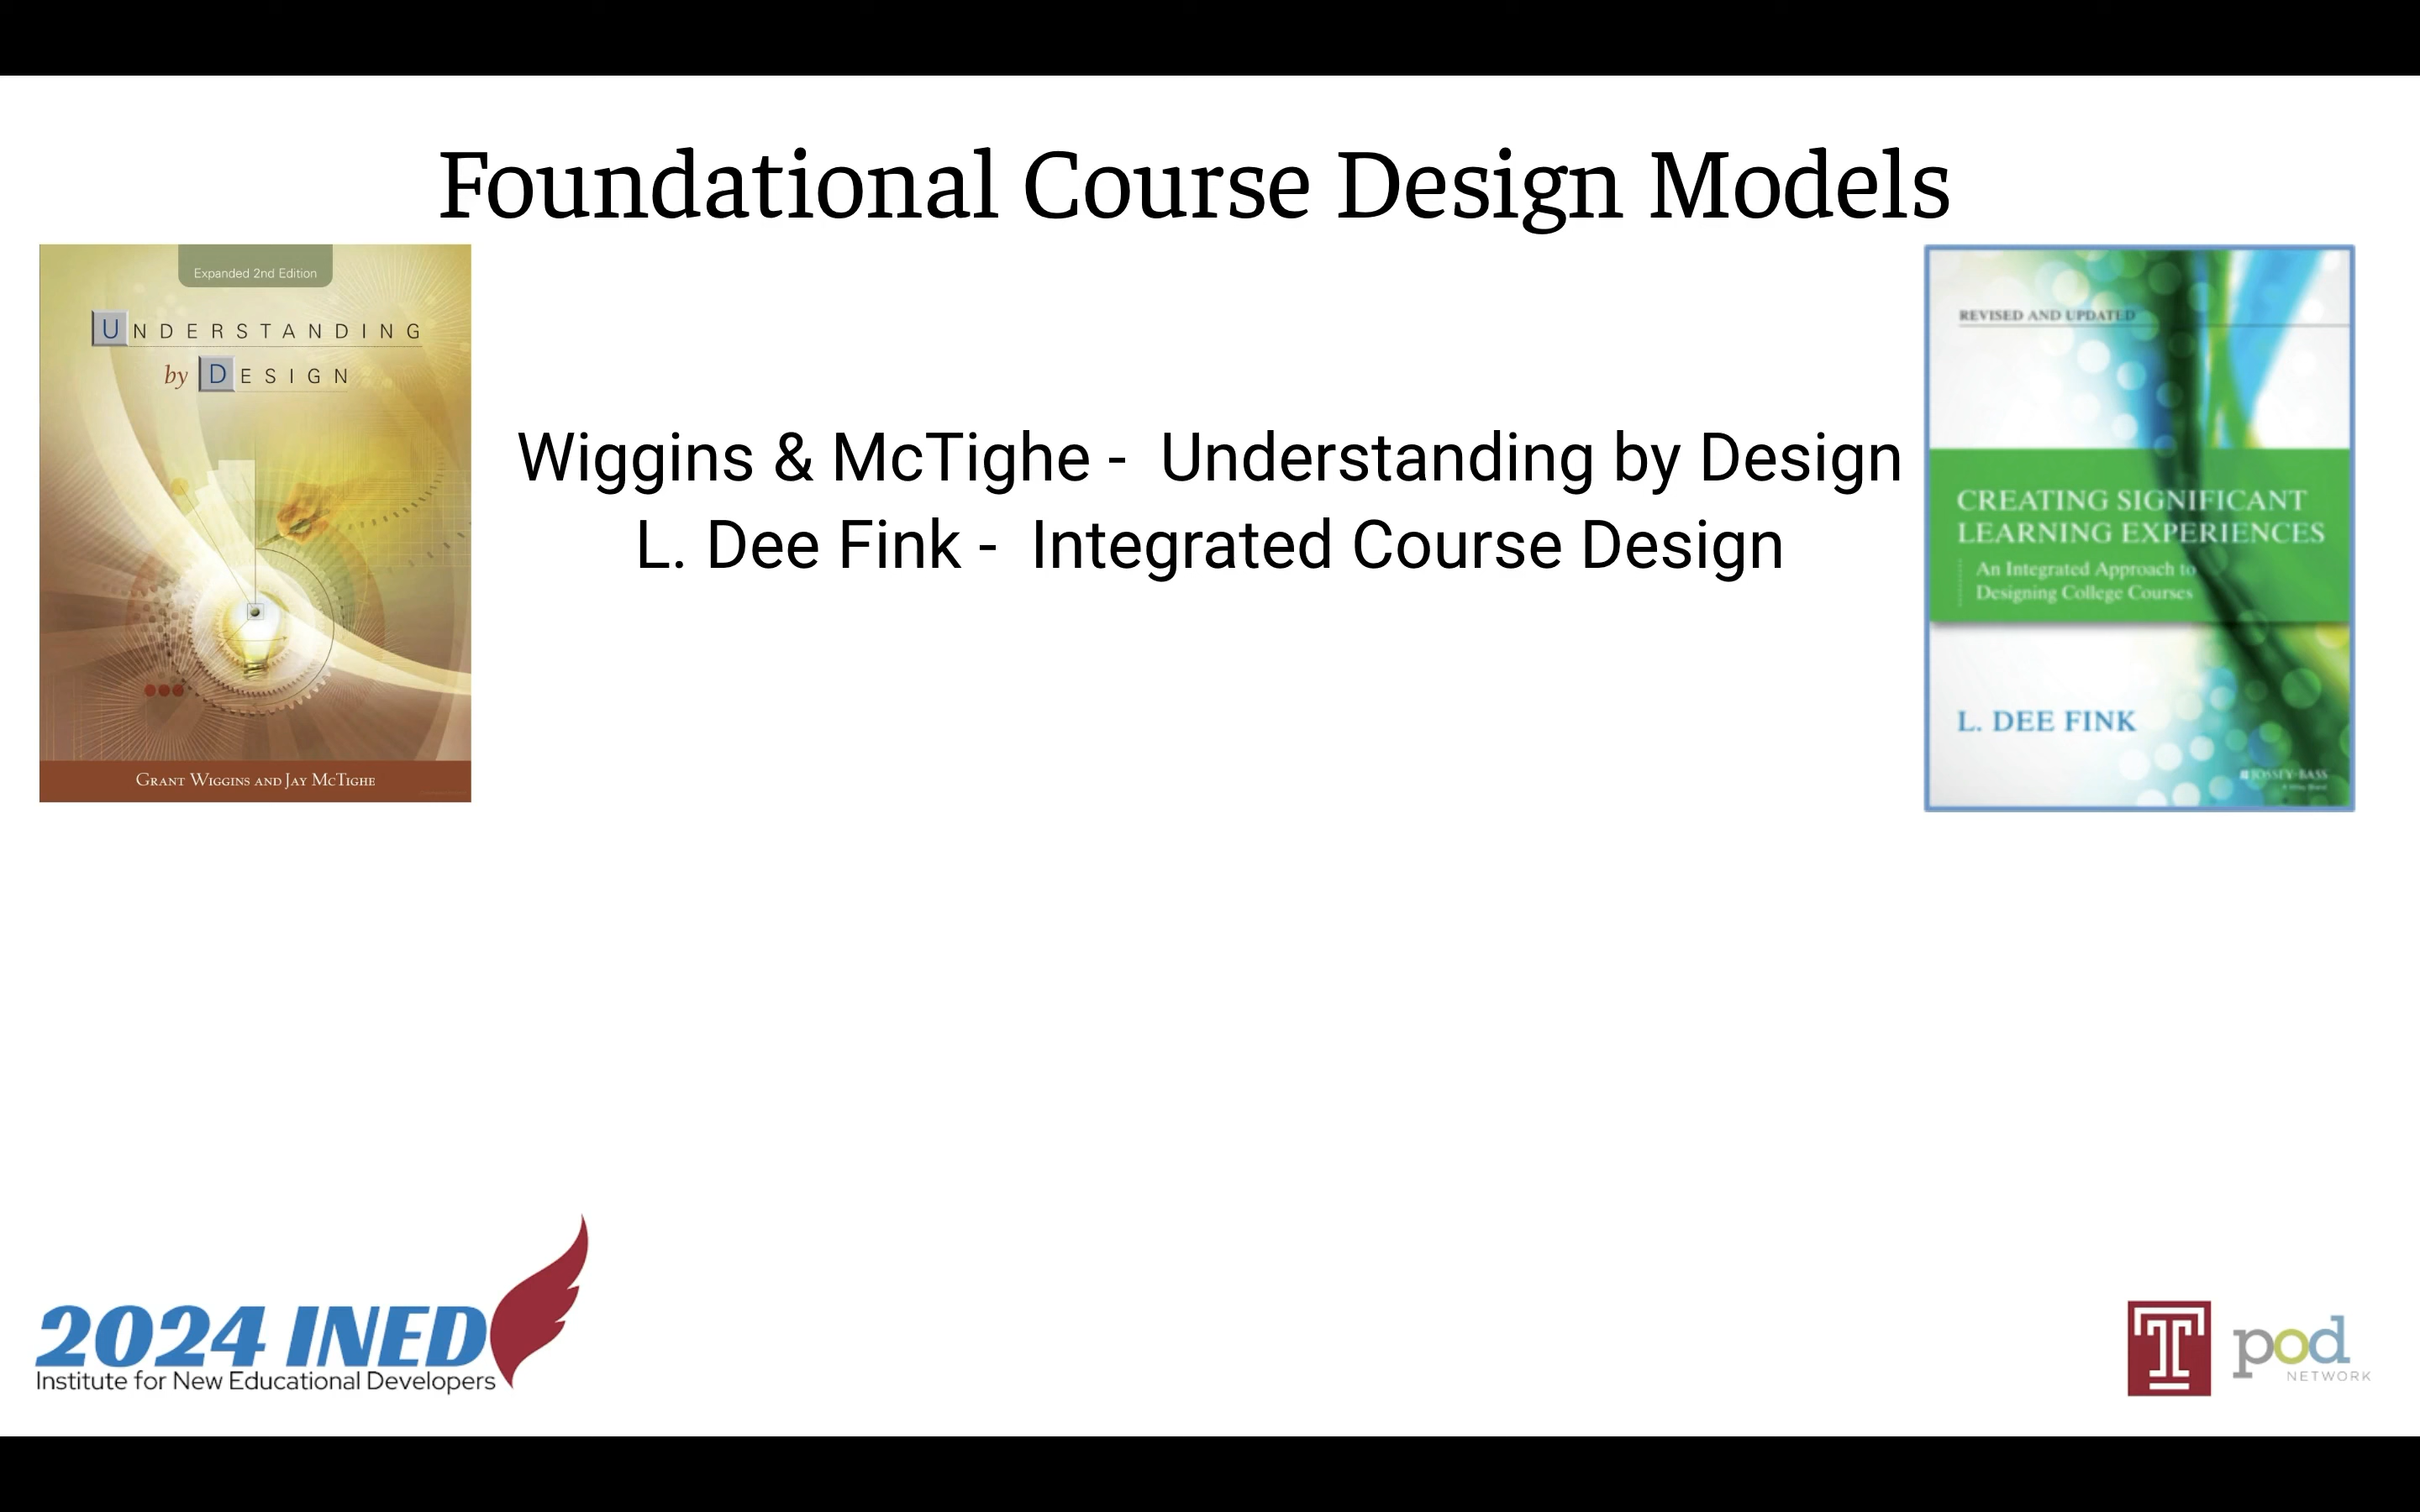 Foundational Course Design Models
Expanded 2nd Edition
UNDERSTANDING
by DESIGN
GRANT WIGGINS AND JAY MCTIGHE
Wiggins & McTighe - Understanding by Design
L. Dee Fink - Integrated Course Design
REVISED AND UPDATED
CREATING SIGNIFICANT
LEARNING EXPERIENCES
An Integrated Approach to
Designing College Courses
L. DEE FINK
JOSSEY-BASS
A Wiley Brand
2024 INED
Institute for New Educational Developers
T
pod
NETWORK